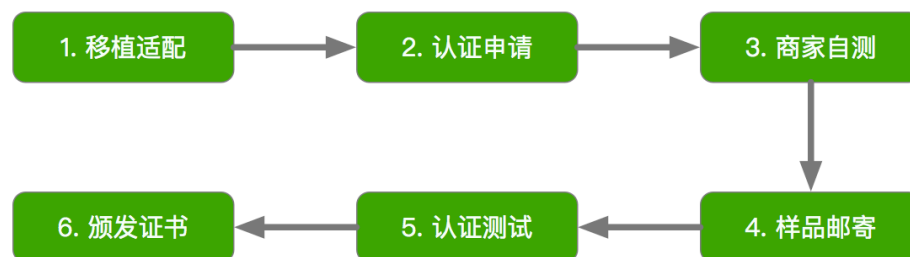 1. 移植适配
2. 认证申请
3. 商家自测
4. 样品邮寄
5. 认证测试
6. 颁发证书